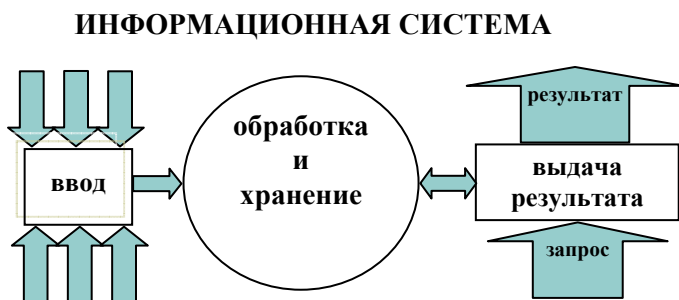 ИНФОРМАЦИОННАЯ СИСТЕМА
ввод
обработка
и
хранение
результат
выдача
результата
запрос